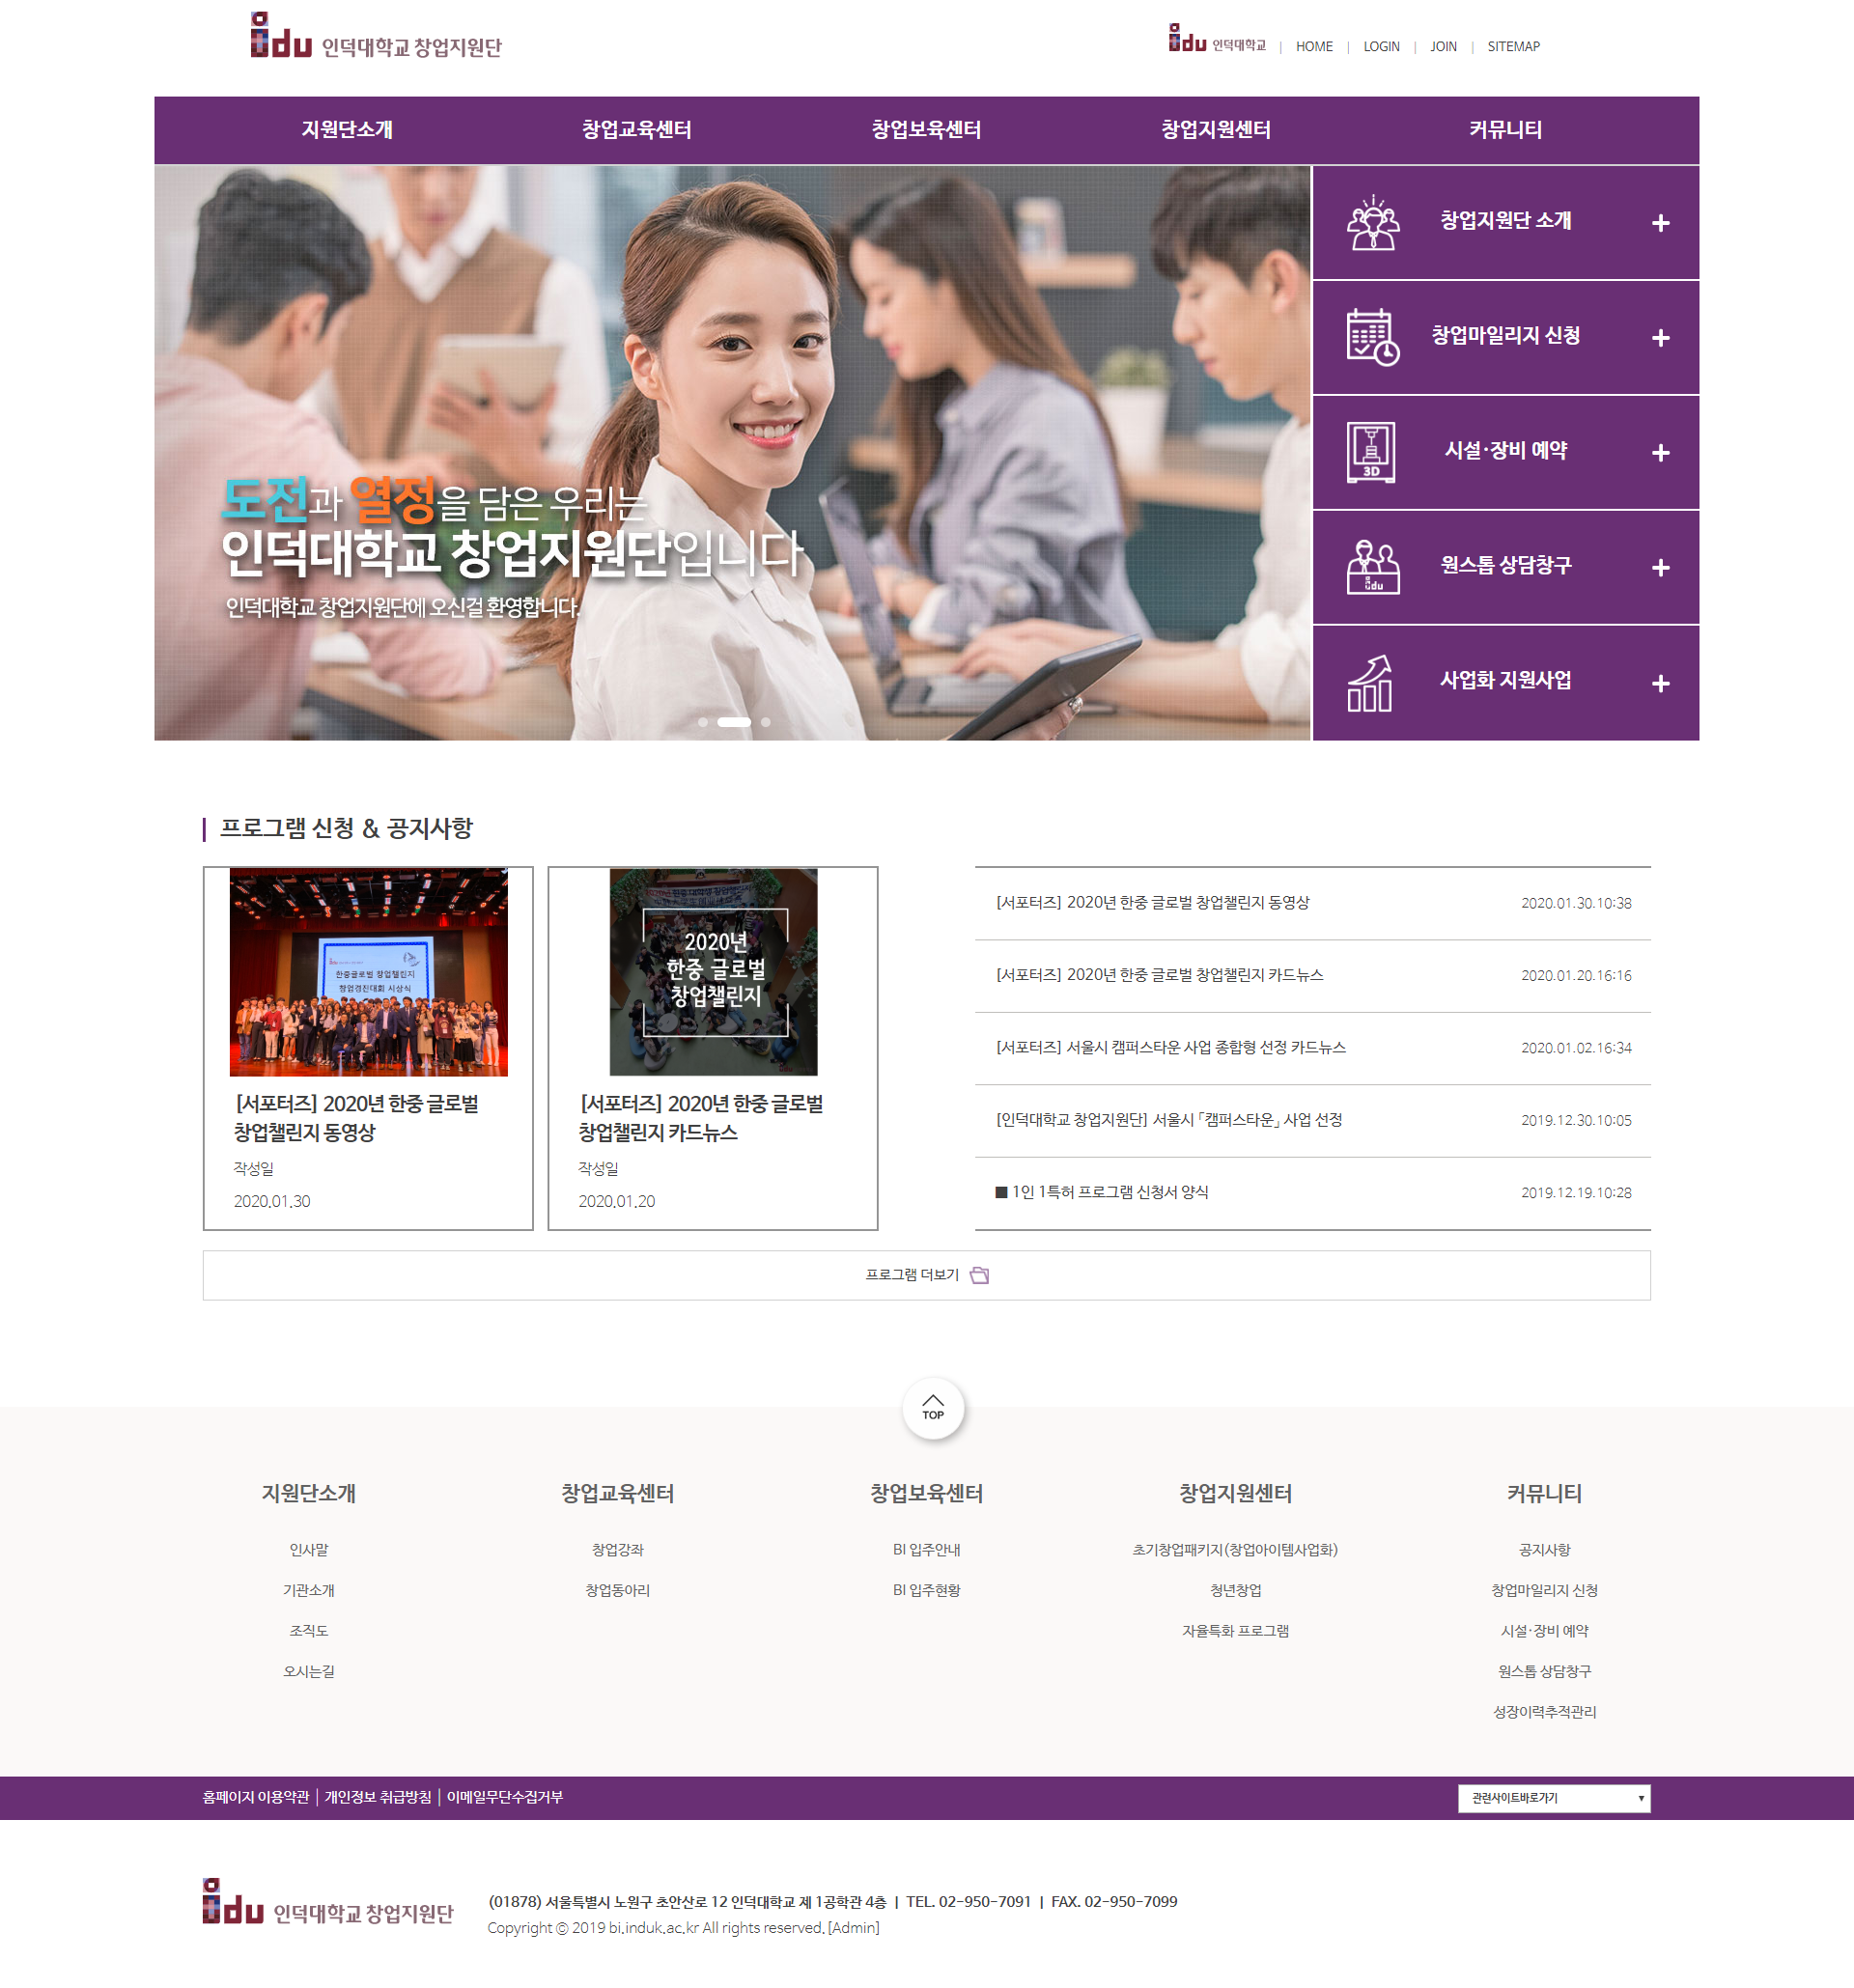 idu 인덕대학교 창업지원단
idu 인덕대학교 | HOME | LOGIN | JOIN | SITEMAP
지원단소개 창업교육센터 창업보육센터 창업지원센터 커뮤니티
창업지원단 소개
창업마일리지 신청
3D
시설·장비 예약
idu
원스톱 상담창구
사업화 지원사업
도전과 열정을 담은 우리는
인덕대학교 창업지원단입니다
인덕대학교 창업지원단에 오신걸 환영합니다.
프로그램 신청 & 공지사항
한중글로벌 창업챌린지
창업경진대회 시상식
[서포터즈] 2020년 한중 글로벌
창업챌린지 동영상
작성일
2020.01.30
2020년
한중 글로벌
창업챌린지
[서포터즈] 2020년 한중 글로벌
창업챌린지 카드뉴스
작성일
2020.01.20
[서포터즈] 2020년 한중 글로벌 창업챌린지 동영상 2020.01.30.10:38
[서포터즈] 2020년 한중 글로벌 창업챌린지 카드뉴스 2020.01.20.16:16
[서포터즈] 서울시 캠퍼스타운 사업 종합형 선정 카드뉴스 2020.01.02.16:34
[인덕대학교 창업지원단] 서울시 「캠퍼스타운」 사업 선정 2019.12.30.10:05
■ 1인 1특허 프로그램 신청서 양식 2019.12.19.10:28
프로그램 더보기
TOP
지원단소개
인사말
기관소개
조직도
오시는길
창업교육센터
창업강좌
창업동아리
창업보육센터
BI 입주안내
BI 입주현황
창업지원센터
초기창업패키지(창업아이템사업화)
청년창업
자율특화 프로그램
커뮤니티
공지사항
창업마일리지 신청
시설·장비 예약
원스톱 상담창구
성장이력추적관리
홈페이지 이용약관 | 개인정보 취급방침 | 이메일무단수집거부
관련사이트바로가기
idu 인덕대학교 창업지원단
(01878) 서울특별시 노원구 초안산로 12 인덕대학교 제 1공학관 4층 | TEL. 02-950-7091 | FAX. 02-950-7099
Copyright © 2019 bi.induk.ac.kr All rights reserved. [Admin]